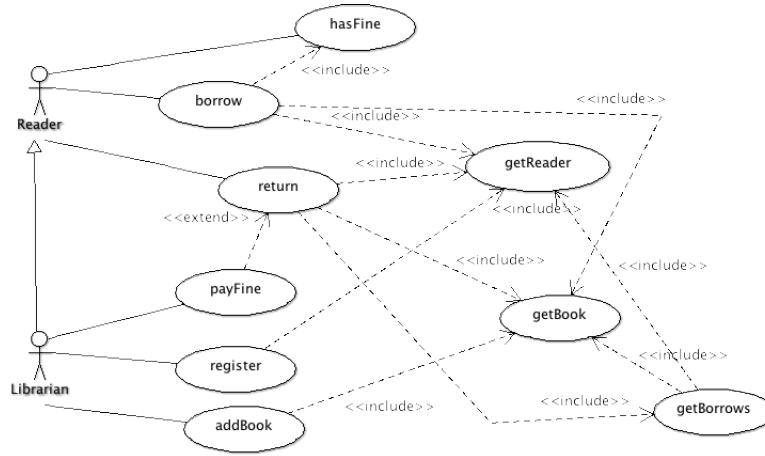 hasFine
<<include>>
borrow
<<include>>
<<include>>
Reader
getReader
<<include>>
return
<<extend>>
<<include>>
<<include>>
<<include>>
payFine
getBook
<<include>>
register
Librarian
<<include>>
<<include>>
getBorrows
addBook